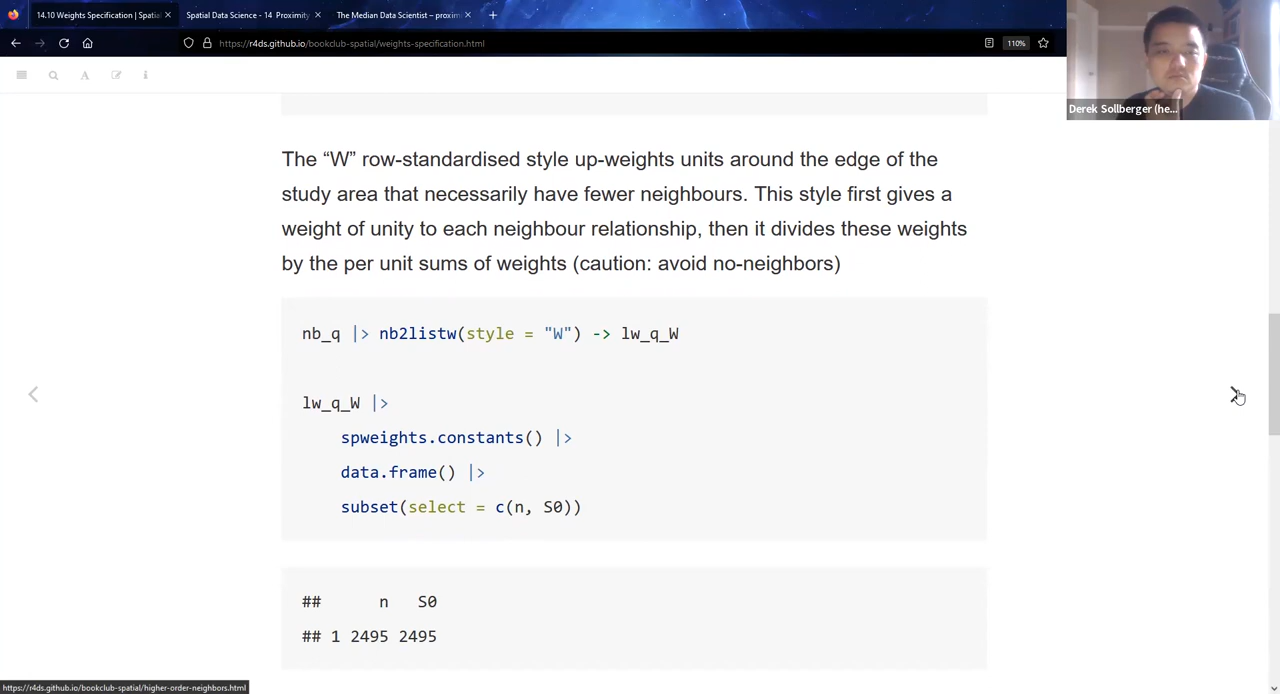 14.10 Weights Specification | Spatia
Spatial Data Science - 14 Proximity
The Median Data Scientist – proxim
https://r4ds.github.io/bookclub-spatial/weights-specification.html
110%
Derek Sollberger (he...
The “W” row-standardised style up-weights units around the edge of the
study area that necessarily have fewer neighbours. This style first gives a
weight of unity to each neighbour relationship, then it divides these weights
by the per unit sums of weights (caution: avoid no-neighbors)
nb_q |> nb2listw(style = "W") -> lw_q_W
lw_q_W |>
spweights.constants() |>
data.frame() |>
subset(select = c(n, S0))
## n S0
## 1 2495 2495
https://r4ds.github.io/bookclub-spatial/higher-order-neighbors.html